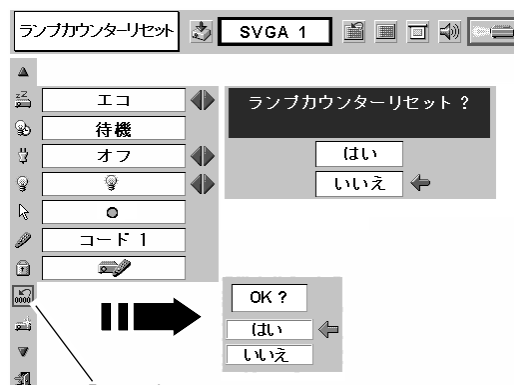 ランプカウンターリセット
SVGA 1
エコ
待機
オフ
コード 1
ランプカウンターリセット ?
はい
いいえ
OK ?
はい
いいえ